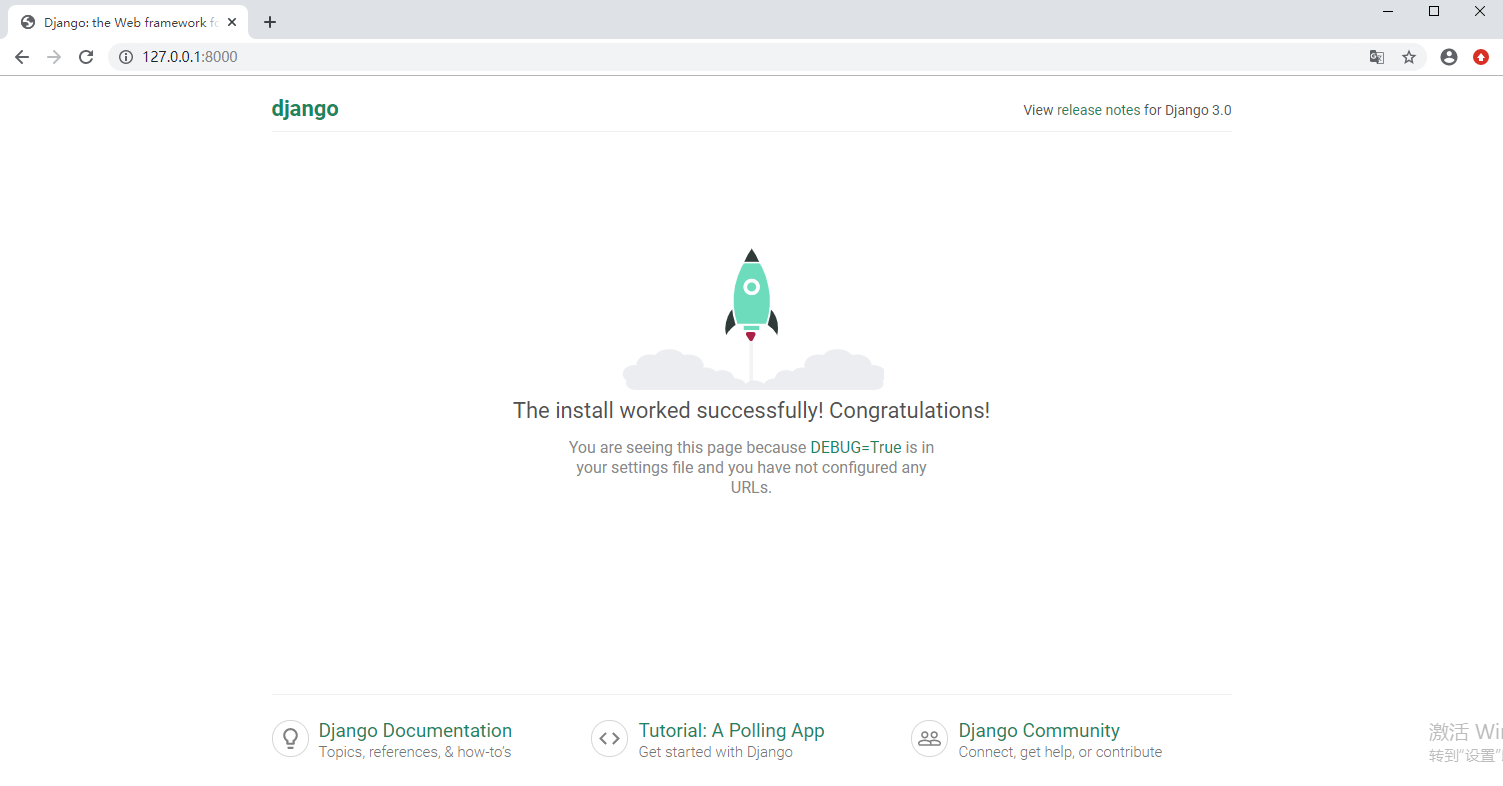 Django: the Web framework fo
127.0.0.1:8000
django
View release notes for Django 3.0
The install worked successfully! Congratulations!
You are seeing this page because DEBUG=True is in
your settings file and you have not configured any
URLs.
Django Documentation
Topics, references, & how-to's
Tutorial: A Polling App
Get started with Django
Django Community
Connect, get help, or contribute
激活 Win
转到"设置"